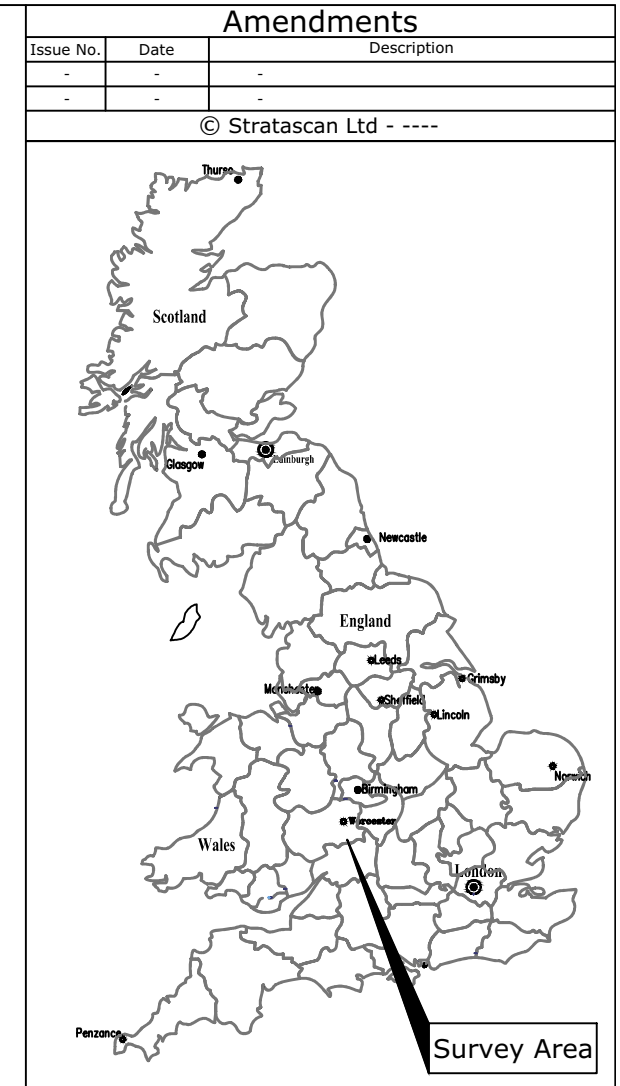 Amendments
Issue No. Date Description
- - -
- - -
© Stratascan Ltd - ----
Thurso
Scotland
Glasgow
Edinburgh
Newcastle
England
Leeds
Grimsby
Manchester
Sheffield
Lincoln
Norwich
Birmingham
Worcester
Wales
London
Penzance
Survey Area